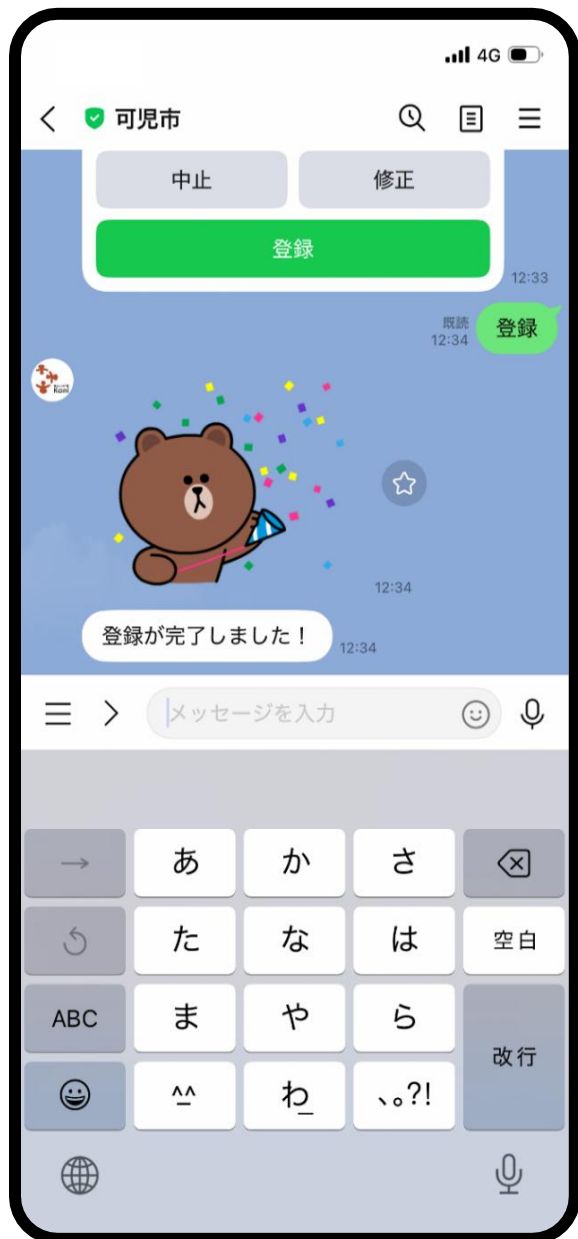 4G
可児市
中止 修正
登録
12:33
既読
12:34
登録
Kani
12:34
登録が完了しました！
12:34
メッセージを入力
→ あ か さ
た な は 空白
ABC ま や ら
改行
^^ わ 、。?!